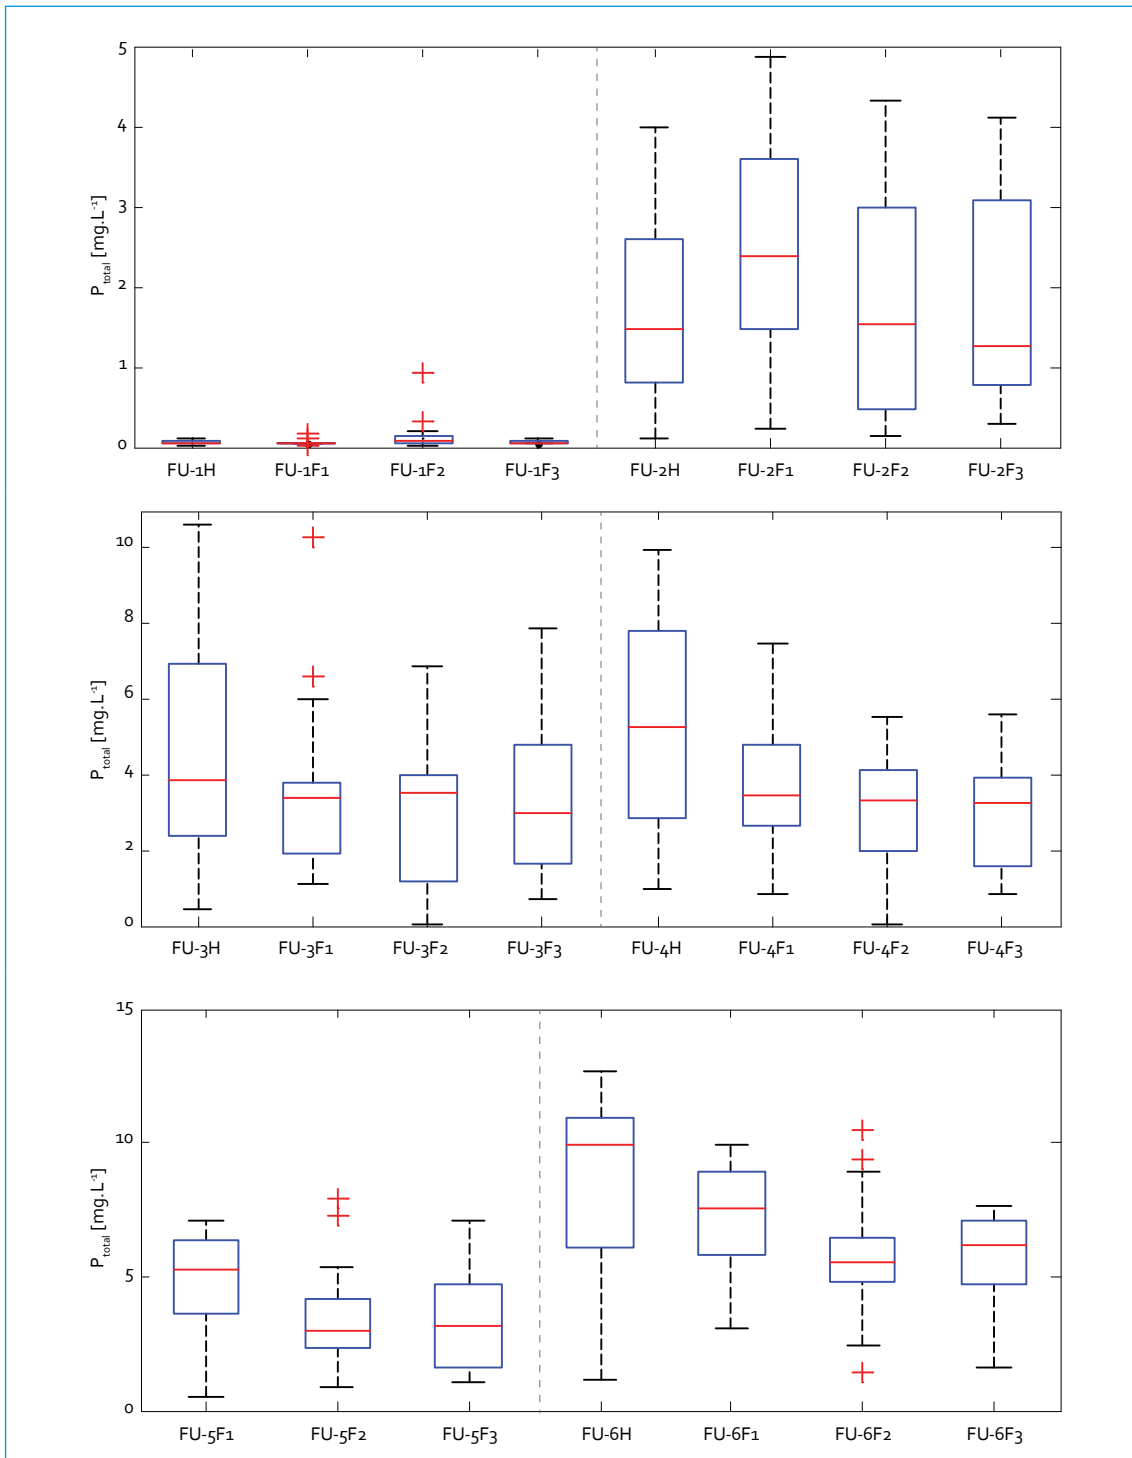 5
4
3
2
1
0
P total [mg.L-1]
FU-1H FU-1F1 FU-1F2 FU-1F3 FU-2H FU-2F1 FU-2F2 FU-2F3
10
8
6
4
2
0
P total [mg.L-1]
FU-3H FU-3F1 FU-3F2 FU-3F3 FU-4H FU-4F1 FU-4F2 FU-4F3
15
10
5
0
P total [mg.L-1]
FU-5F1 FU-5F2 FU-5F3 FU-6H FU-6F1 FU-6F2 FU-6F3